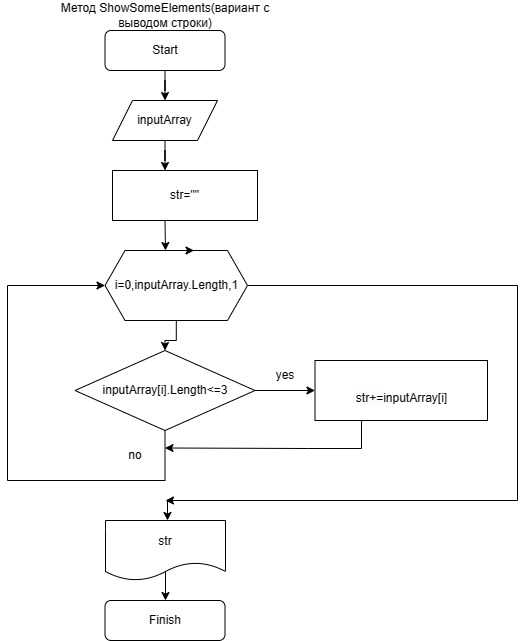 Метод ShowSomeElements(вариант с
выводом строки)
Start
inputArray
str=""
i=0,inputArray.Length,1
inputArray[i].Length<=3
yes
str+=inputArray[i]
no
str
Finish